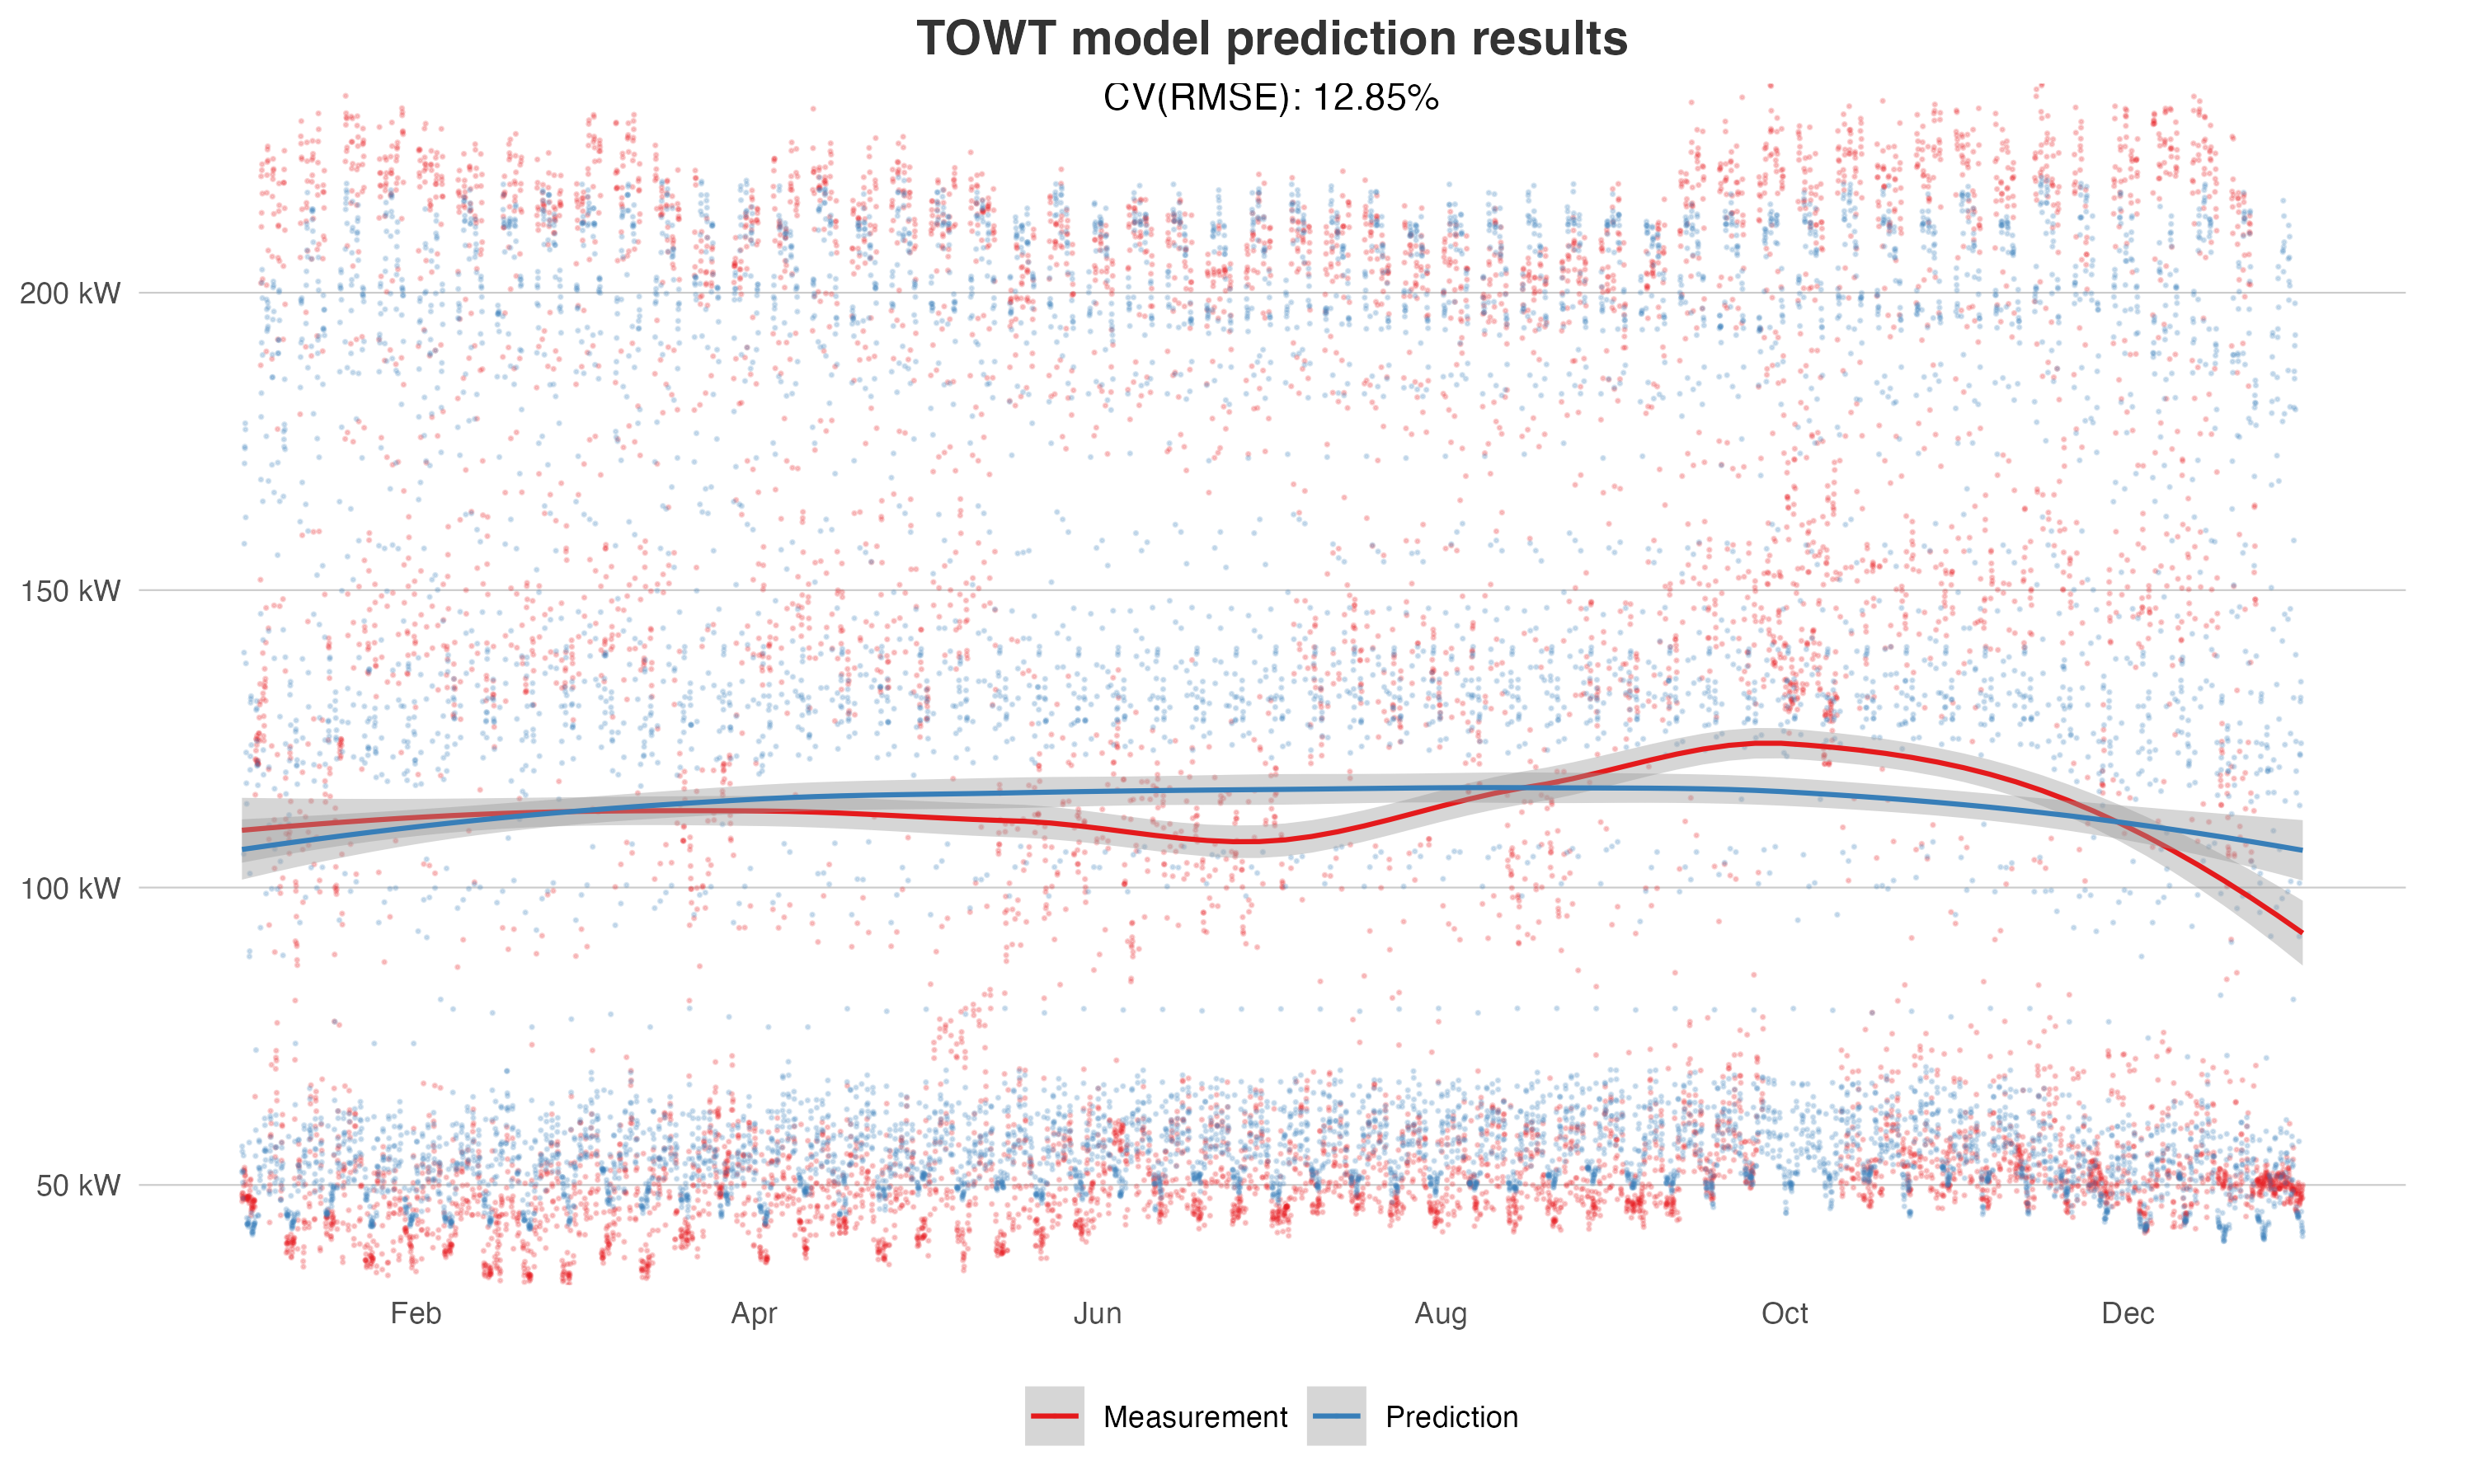 TOWT model prediction results
CV(RMSE): 12.85%
200 kW
150 kW
100 kW
50 kW
Feb Apr Jun Aug Oct Dec
Measurement Prediction